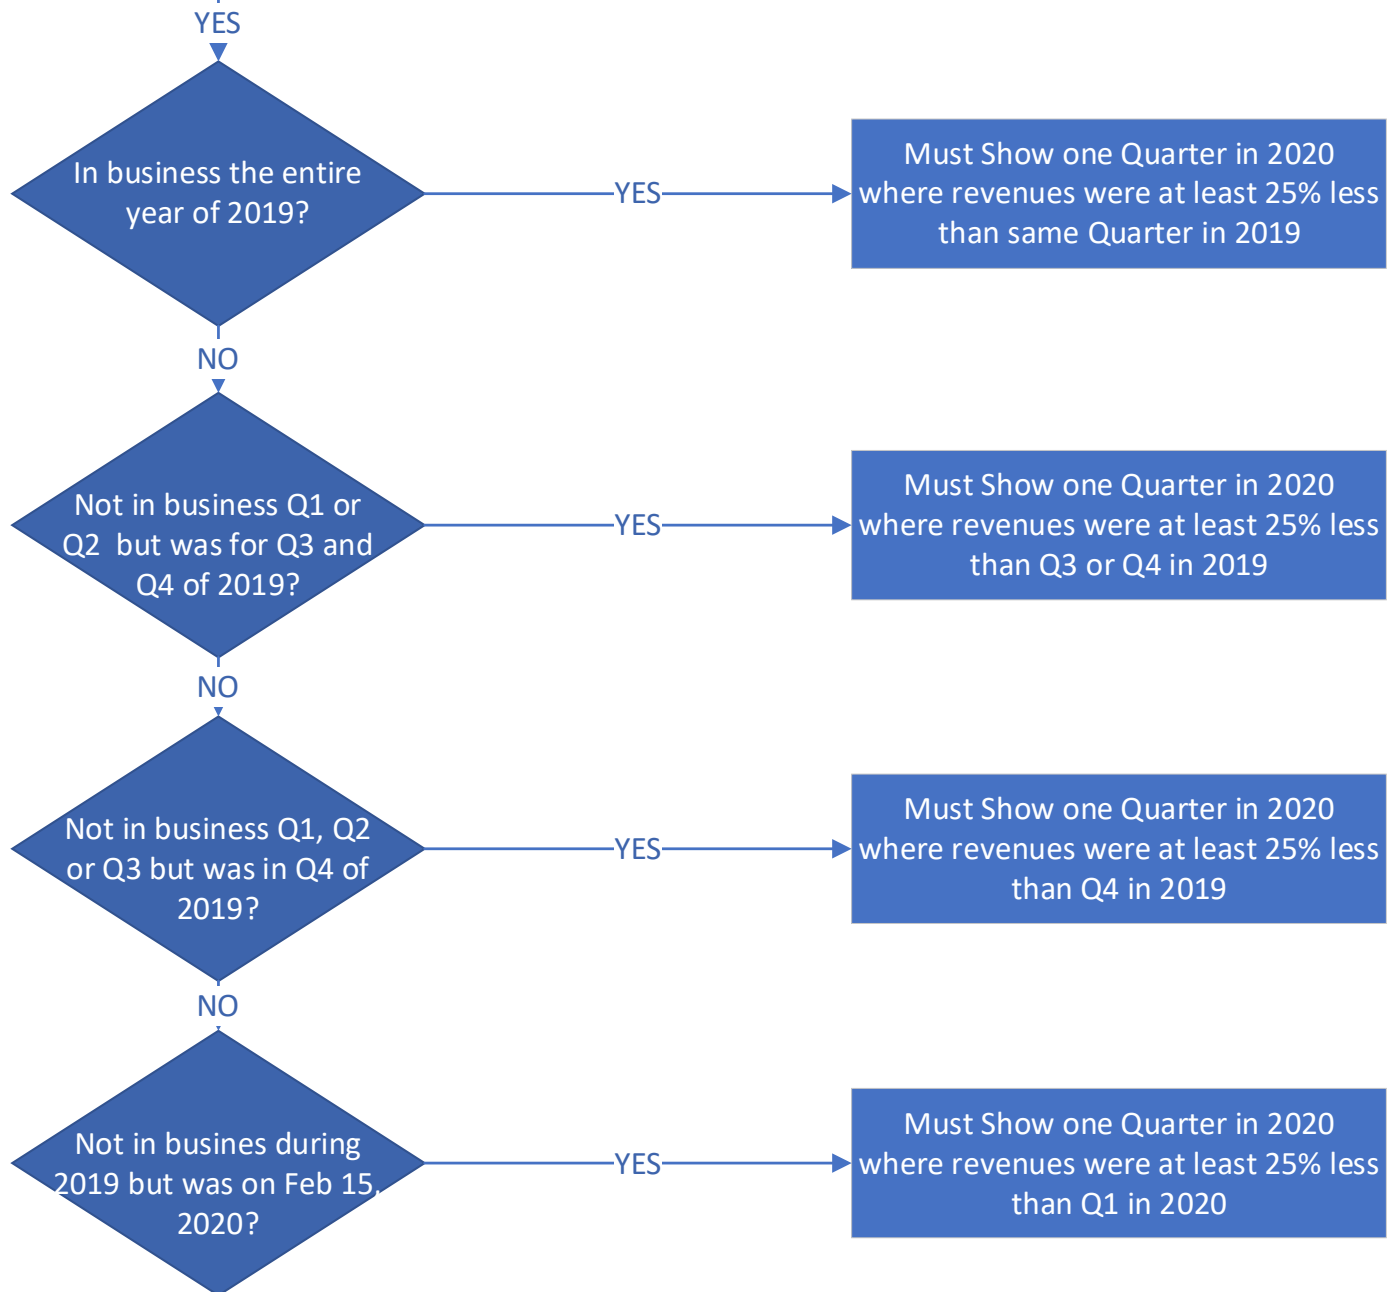 YES
In business the entire
year of 2019?
YES
Must Show one Quarter in 2020
where revenues were at least 25% less
than same Quarter in 2019
NO
Not in business Q1 or
Q2  but was for Q3 and
Q4 of 2019?
YES
Must Show one Quarter in 2020
where revenues were at least 25% less
than Q3 or Q4 in 2019
NO
Not in business Q1, Q2
or Q3 but was in Q4 of
2019?
YES
Must Show one Quarter in 2020
where revenues were at least 25% less
than Q4 in 2019
NO
Not in busines during
2019 but was on Feb 15,
2020?
YES
Must Show one Quarter in 2020
where revenues were at least 25% less
than Q1 in 2020